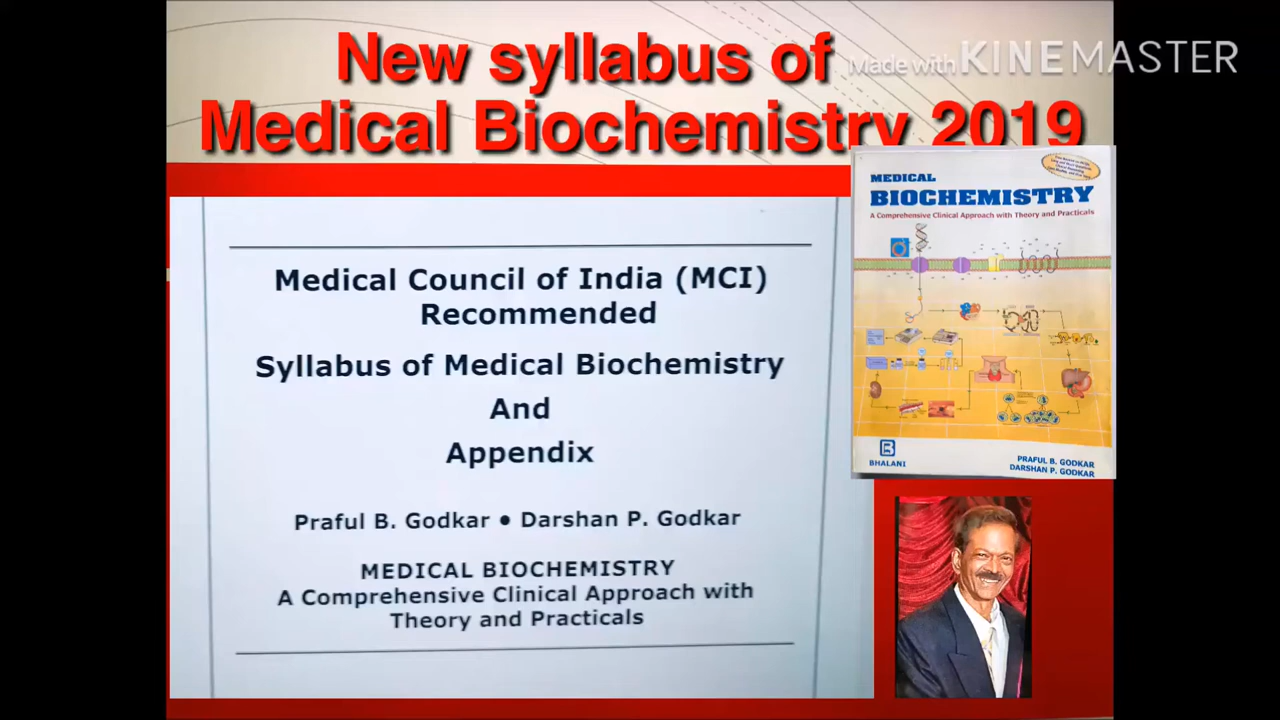 New syllabus of
Medical Biochemistry 2019
Made with KINEMASTER
Medical Council of India (MCI)
Recommended
Syllabus of Medical Biochemistry
And
Appendix
Praful B. Godkar ● Darshan P. Godkar
MEDICAL BIOCHEMISTRY
A Comprehensive Clinical Approach with
Theory and Practicals
MEDICAL
BIOCHEMISTRY
A Comprehensive Clinical Approach with Theory and Practicals
BHALANI
PRAFUL B. GODKAR
DARSHAN P. GODKAR